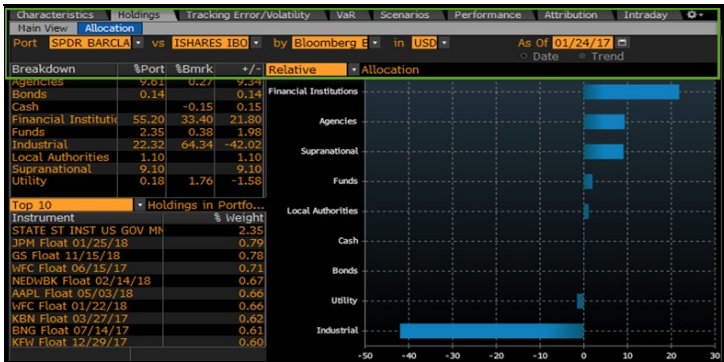 Characteristics Holdings Tracking Error/Volatility VaR Scenarios Performance Attribution Intraday
Main View Allocation
Port SPDR BARCLA vs ISHARES IBO by Bloomberg E in USD As Of 01/24/17
Date Trend
Breakdown %Port %Bmrk +/- Relative Allocation
Agencies 9.61 0.27 9.34
Bonds 0.14 0.14
Cash -0.15 0.15
Financial Institutio 55.20 33.40 21.80
Funds 2.35 0.38 1.98
Industrial 22.32 64.34 -42.02
Local Authorities 1.10 1.10
Supranational 9.10 9.10
Utility 0.18 1.76 -1.58
Top 10 Holdings in Portfo...
Instrument % Weight
STATE ST INST US GOV MM 2.35
JPM Float 01/25/18 0.79
GS Float 11/15/18 0.78
WFC Float 06/15/17 0.71
NEDWBK Float 02/14/18 0.67
AAPL Float 05/03/18 0.66
WFC Float 01/22/18 0.66
KBN Float 03/27/17 0.62
BNG Float 07/14/17 0.61
KFW Float 12/29/17 0.60
Financial Institutions
Agencies
Supranational
Funds
Local Authorities
Cash
Bonds
Utility
Industrial
-50 -40 -30 -20 -10 0 10 20 30